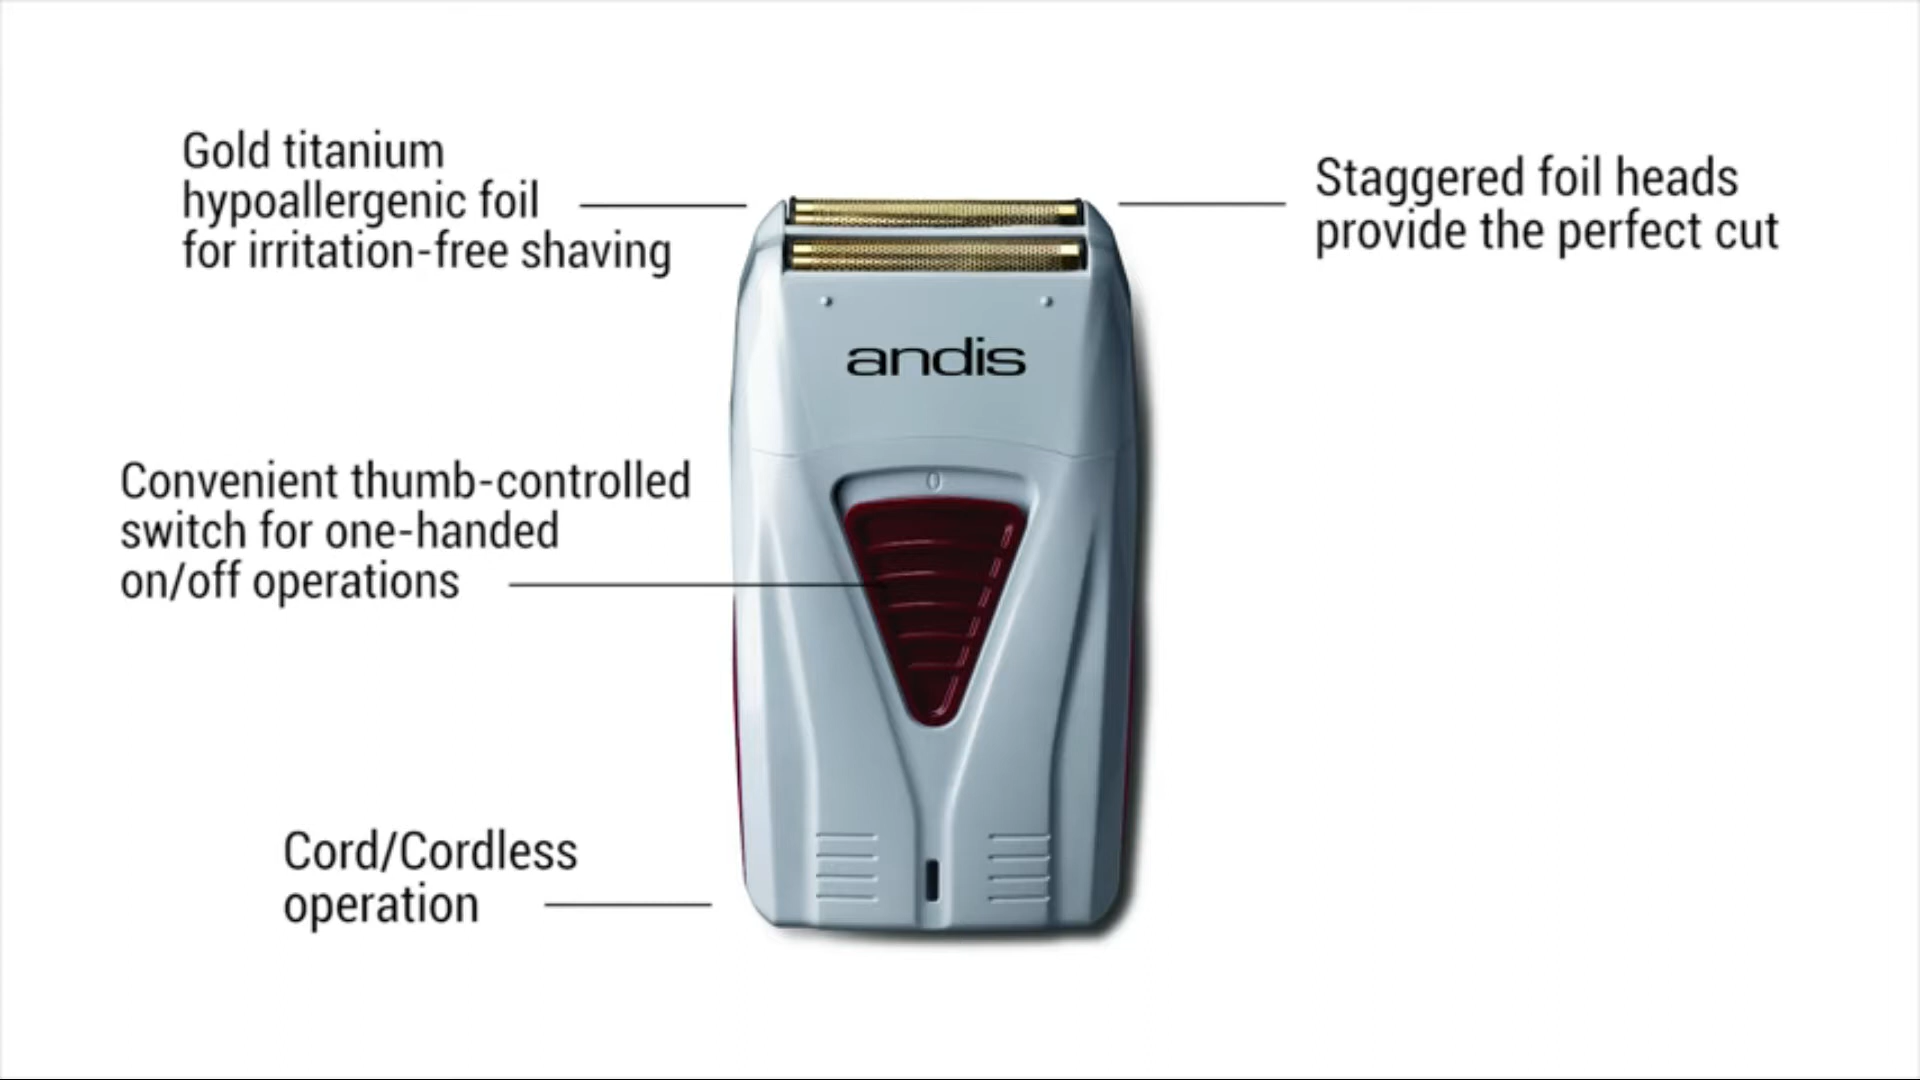 Gold titanium
hypoallergenic foil
for irritation-free shaving
Staggered foil heads
provide the perfect cut
andis
0
Convenient thumb-controlled
switch for one-handed
on/off operations
Cord/Cordless
operation